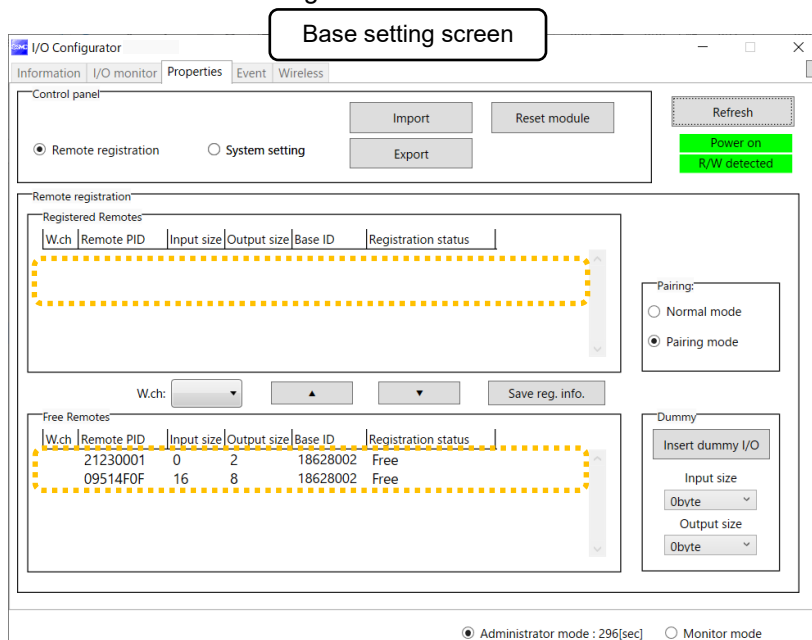 Base setting screen
I/O Configurator
Information I/O monitor Properties Event Wireless
Control panel
Import Reset module Refresh
Remote registration System setting Export
Power on
R/W detected
Remote registration
Registered Remotes
W.ch Remote PID Input size Output size Base ID Registration status
Pairing:
Normal mode
Pairing mode
W.ch: ▼ ▲ ▼ Save reg. info.
Free Remotes
W.ch Remote PID Input size Output size Base ID Registration status
21230001 0 2 18628002 Free
09514F0F 16 8 18628002 Free
Dummy
Insert dummy I/O
Input size
0byte
Output size
0byte
Administrator mode : 296[sec] Monitor mode